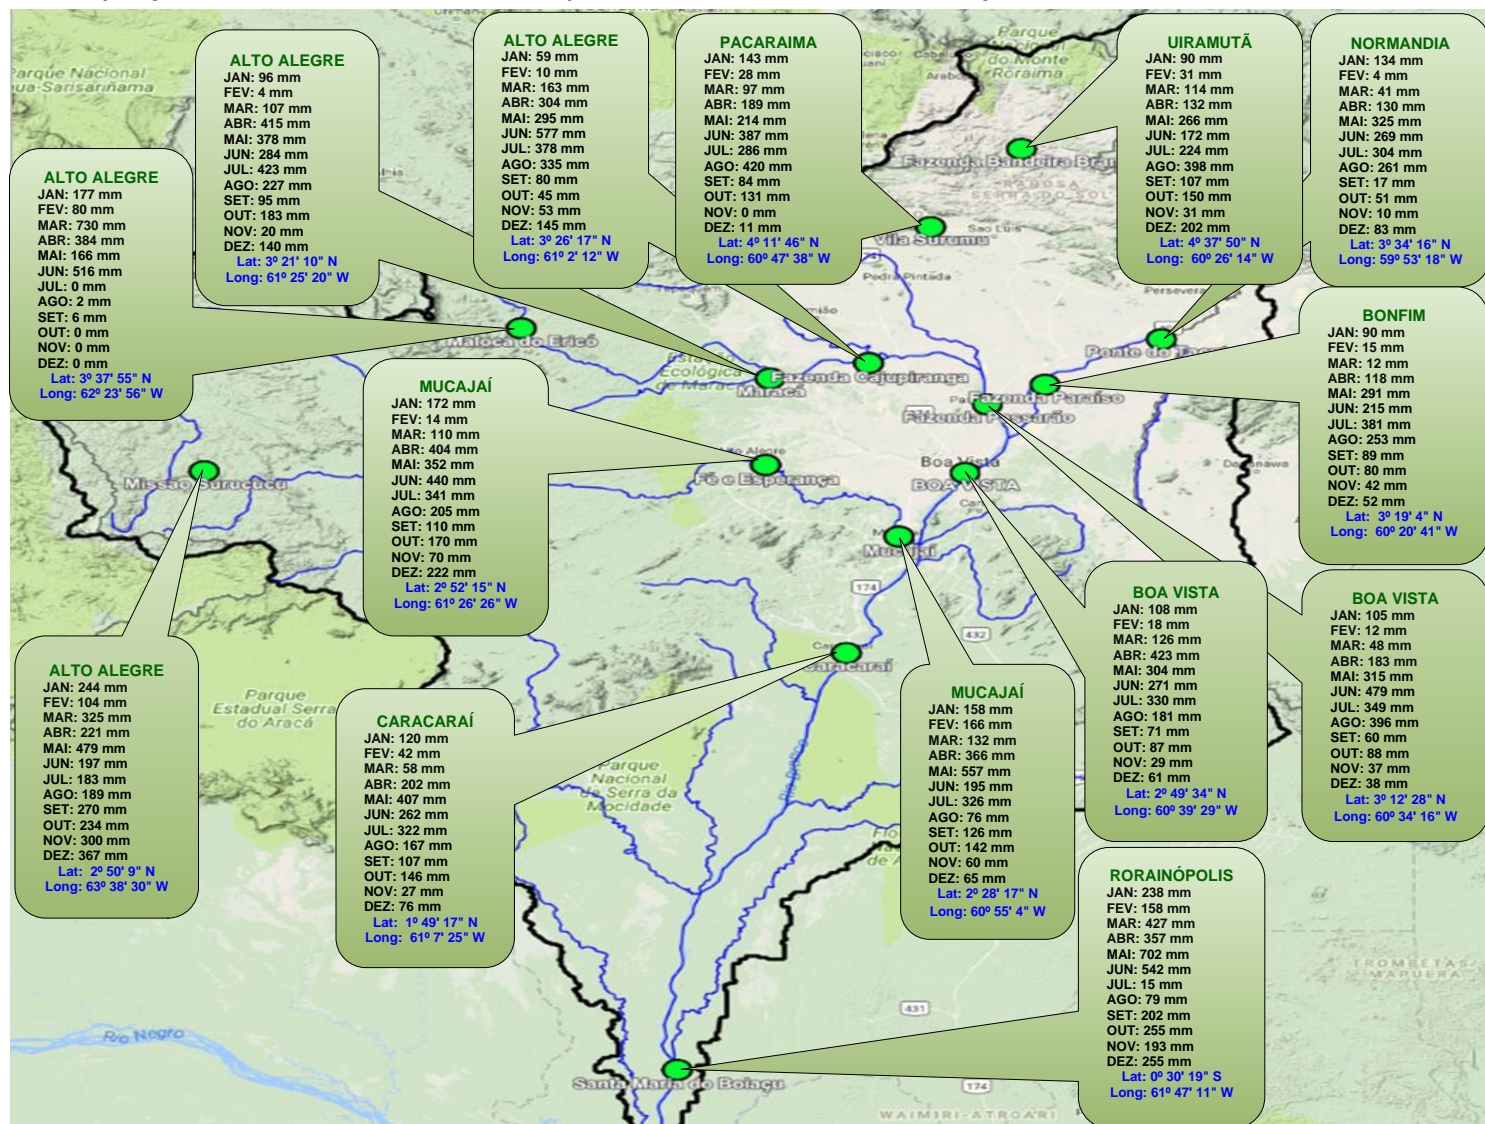 ALTO ALEGRE
JAN: 177 mm
FEV: 80 mm
MAR: 730 mm
ABR: 384 mm
MAI: 166 mm
JUN: 516 mm
JUL: 0 mm
AGO: 2 mm
SET: 6 mm
OUT: 0 mm
NOV: 0 mm
DEZ: 0 mm
Lat: 3º 37' 55" N
Long: 62º 23' 56" W
ALTO ALEGRE
JAN: 96 mm
FEV: 4 mm
MAR: 107 mm
ABR: 415 mm
MAI: 378 mm
JUN: 284 mm
JUL: 423 mm
AGO: 227 mm
SET: 95 mm
OUT: 183 mm
NOV: 20 mm
DEZ: 140 mm
Lat: 3º 21' 10" N
Long: 61º 25' 20" W
ALTO ALEGRE
JAN: 59 mm
FEV: 10 mm
MAR: 163 mm
ABR: 304 mm
MAI: 295 mm
JUN: 577 mm
JUL: 378 mm
AGO: 335 mm
SET: 80 mm
OUT: 45 mm
NOV: 53 mm
DEZ: 145 mm
Lat: 3º 26' 17" N
Long: 61º 2' 12" W
PACARAIMA
JAN: 143 mm
FEV: 28 mm
MAR: 97 mm
ABR: 189 mm
MAI: 214 mm
JUN: 387 mm
JUL: 286 mm
AGO: 420 mm
SET: 84 mm
OUT: 131 mm
NOV: 0 mm
DEZ: 11 mm
Lat: 4º 11' 46" N
Long: 60º 47' 38" W
UIRAMUTÃ
JAN: 90 mm
FEV: 31 mm
MAR: 114 mm
ABR: 132 mm
MAI: 266 mm
JUN: 172 mm
JUL: 224 mm
AGO: 398 mm
SET: 107 mm
OUT: 150 mm
NOV: 31 mm
DEZ: 202 mm
Lat: 4º 37' 50" N
Long: 60º 26' 14" W
NORMANDIA
JAN: 134 mm
FEV: 4 mm
MAR: 41 mm
ABR: 130 mm
MAI: 325 mm
JUN: 269 mm
JUL: 304 mm
AGO: 261 mm
SET: 17 mm
OUT: 51 mm
NOV: 10 mm
DEZ: 83 mm
Lat: 3º 34' 16" N
Long: 59º 53' 18" W
BONFIM
JAN: 90 mm
FEV: 15 mm
MAR: 12 mm
ABR: 118 mm
MAI: 291 mm
JUN: 215 mm
JUL: 381 mm
AGO: 253 mm
SET: 89 mm
OUT: 80 mm
NOV: 42 mm
DEZ: 52 mm
Lat: 3º 19' 4" N
Long: 60º 20' 41" W
MUCAJAÍ
JAN: 172 mm
FEV: 14 mm
MAR: 110 mm
ABR: 404 mm
MAI: 352 mm
JUN: 440 mm
JUL: 341 mm
AGO: 205 mm
SET: 110 mm
OUT: 170 mm
NOV: 70 mm
DEZ: 222 mm
Lat: 2º 52' 15" N
Long: 61º 26' 26" W
ALTO ALEGRE
JAN: 244 mm
FEV: 104 mm
MAR: 325 mm
ABR: 221 mm
MAI: 479 mm
JUN: 197 mm
JUL: 183 mm
AGO: 189 mm
SET: 270 mm
OUT: 234 mm
NOV: 300 mm
DEZ: 367 mm
Lat: 2º 50' 9" N
Long: 63º 38' 30" W
CARACARAÍ
JAN: 120 mm
FEV: 42 mm
MAR: 58 mm
ABR: 202 mm
MAI: 407 mm
JUN: 262 mm
JUL: 322 mm
AGO: 167 mm
SET: 107 mm
OUT: 146 mm
NOV: 27 mm
DEZ: 76 mm
Lat: 1º 49' 17" N
Long: 61º 7' 25" W
MUCAJAÍ
JAN: 158 mm
FEV: 166 mm
MAR: 132 mm
ABR: 366 mm
MAI: 557 mm
JUN: 195 mm
JUL: 326 mm
AGO: 76 mm
SET: 126 mm
OUT: 142 mm
NOV: 60 mm
DEZ: 65 mm
Lat: 2º 28' 17" N
Long: 60º 55' 4" W
BOA VISTA
JAN: 108 mm
FEV: 18 mm
MAR: 126 mm
ABR: 423 mm
MAI: 304 mm
JUN: 271 mm
JUL: 330 mm
AGO: 181 mm
SET: 71 mm
OUT: 87 mm
NOV: 29 mm
DEZ: 61 mm
Lat: 2º 49' 34" N
Long: 60º 39' 29" W
BOA VISTA
JAN: 105 mm
FEV: 12 mm
MAR: 48 mm
ABR: 183 mm
MAI: 315 mm
JUN: 479 mm
JUL: 349 mm
AGO: 396 mm
SET: 60 mm
OUT: 88 mm
NOV: 37 mm
DEZ: 38 mm
Lat: 3º 12' 28" N
Long: 60º 34' 16" W
RORAINÓPOLIS
JAN: 238 mm
FEV: 158 mm
MAR: 427 mm
ABR: 357 mm
MAI: 702 mm
JUN: 542 mm
JUL: 15 mm
AGO: 79 mm
SET: 202 mm
OUT: 255 mm
NOV: 193 mm
DEZ: 255 mm
Lat: 0º 30' 19" S
Long: 61º 47' 11" W
Parque Nacional
Parque
do Monte
Roraima
Fazenda Bandeira
RAPOSA
Vila Surumu
Sao Luis
Pedra Pintada
Maloca do Ericó
Ponte do
Ecológica
Fazenda Cajupiranga
Maracá
Fazenda Paraíso
Fazenda Passarão
Fé e Esperança
Boa Vista
BOA VISTA
Missão Surucucu
Mucajaí
174
432
Caracaraí
Parque
Estadual Serra
do Aracá
Parque
Nacional
da Serra da
Mocidade
Rio Branco
TROMBETAS/
MAPUERA
431
Rio Negro
Santa Maria do Boiaçu
174
WAIMIRI-ATROARI